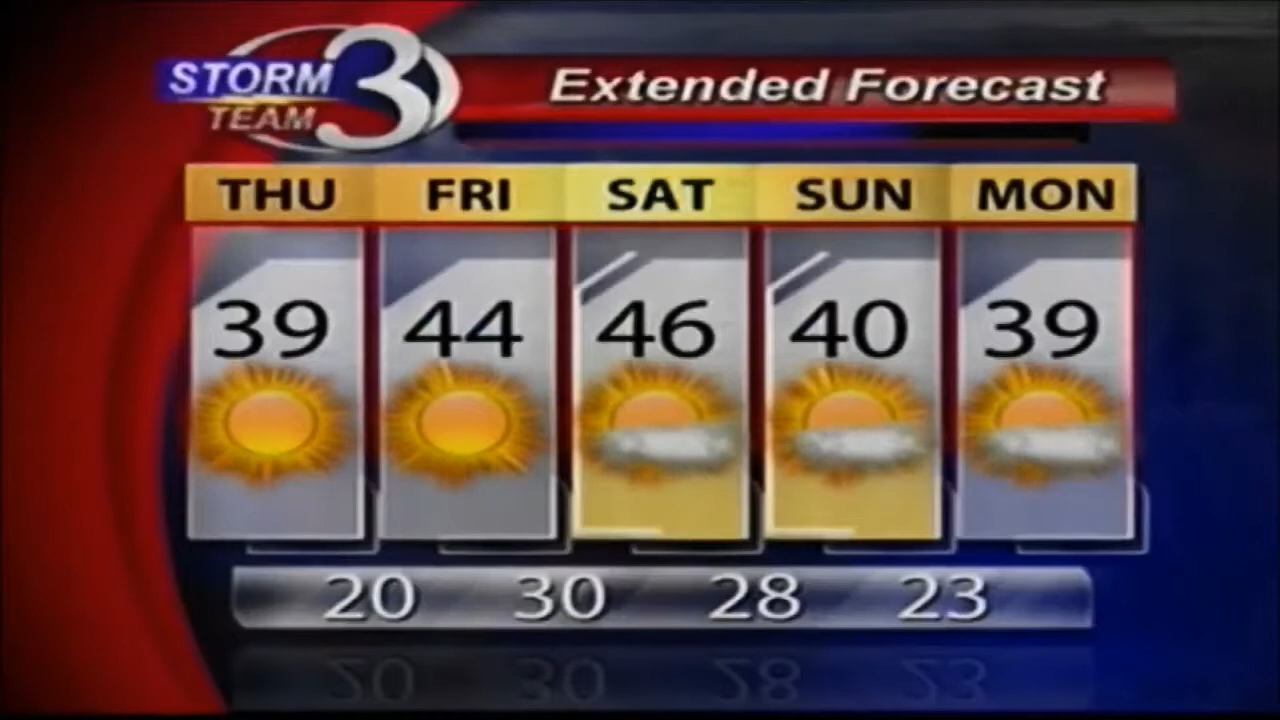 STORM
TEAM
3
Extended Forecast
THU FRI SAT SUN MON
39 44 46 40 39
20 30 28 23